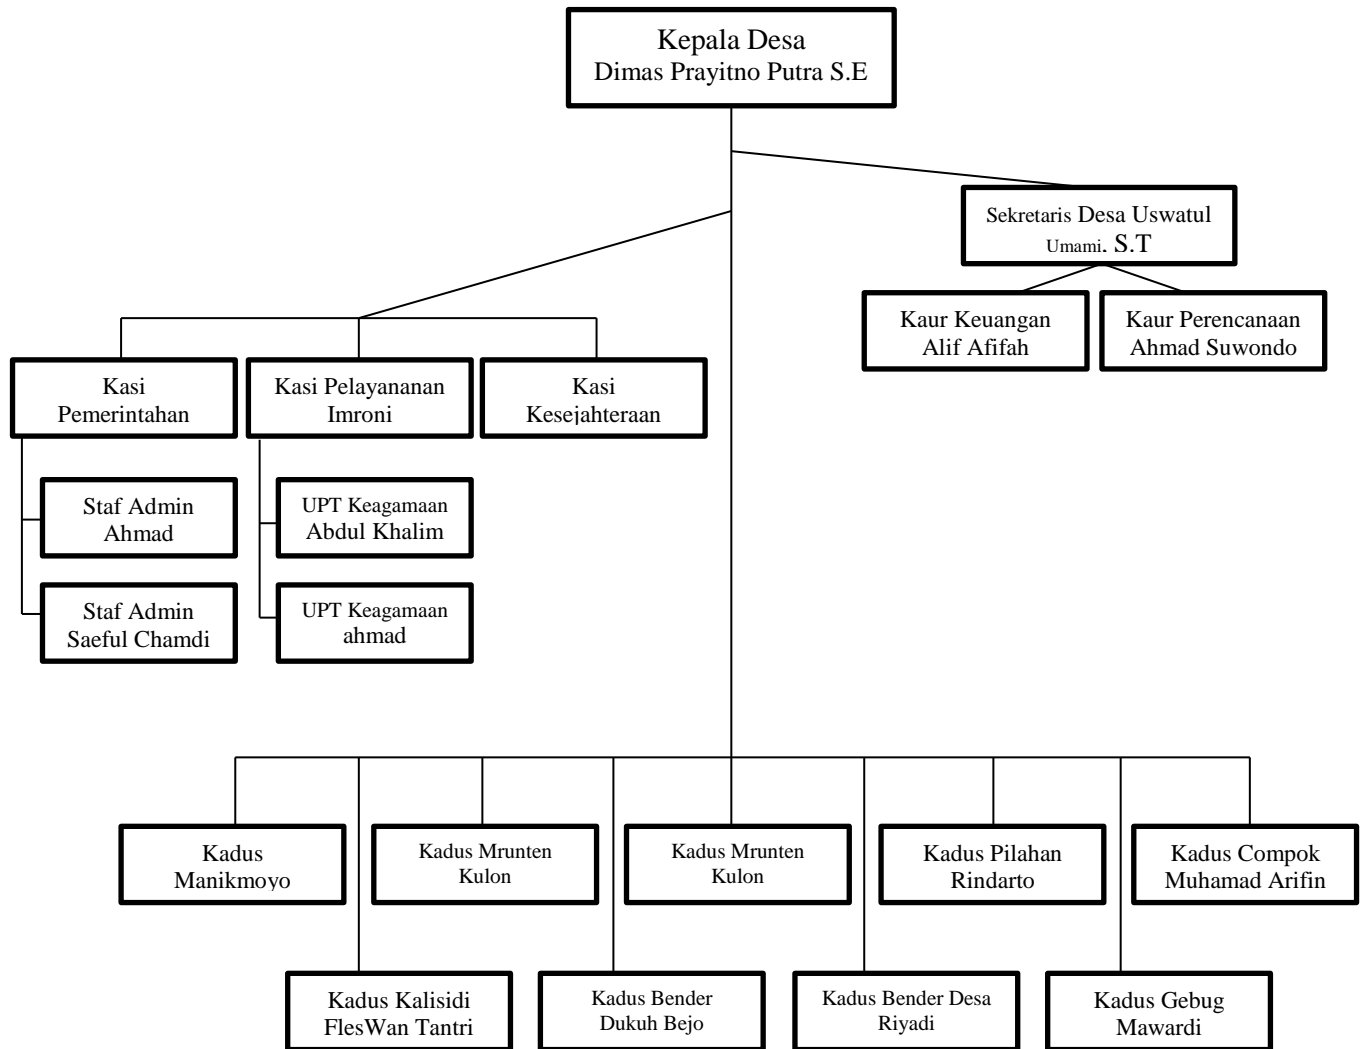 Kepala Desa
Dimas Prayitno Putra S.E
Sekretaris Desa Uswatul
Umami. S.T
Kaur Keuangan
Alif Afifah
Kaur Perencanaan
Ahmad Suwondo
Kasi
Pemerintahan
Kasi Pelayananan
Imroni
Kasi
Kesejahteraan
Staf Admin
Ahmad
UPT Keagamaan
Abdul Khalim
Staf Admin
Saeful Chamdi
UPT Keagamaan
ahmad
Kadus
Manikmoyo
Kadus Mrunten
Kulon
Kadus Mrunten
Kulon
Kadus Pilahan
Rindarto
Kadus Compok
Muhamad Arifin
Kadus Kalisidi
FlesWan Tantri
Kadus Bender
Dukuh Bejo
Kadus Bender Desa
Riyadi
Kadus Gebug
Mawardi